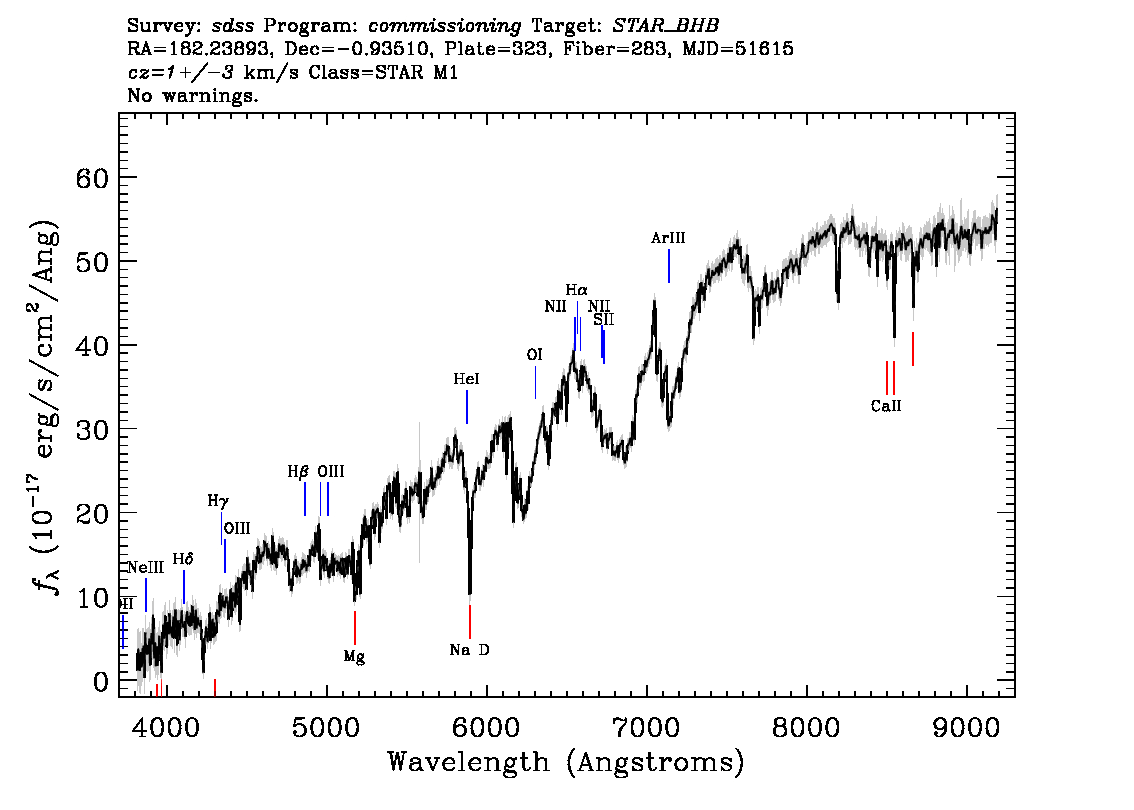 Survey: sdss Program: commissioning Target: STAR_BHB
RA=182.23893, Dec=−0.93510, Plate=323, Fiber=283, MJD=51615
cz=1+/−3 km/s Class=STAR M1
No warnings.
60
50
40
30
20
10
0
fλ (10−17 erg/s/cm2/Ang)
ArIII
Hα
NII NII
SII
OI
HeI
Hβ OIII
Hγ
OIII
Hδ
NeIII
OII
CaII
Na D
Mg
4000 5000 6000 7000 8000 9000
Wavelength (Angstroms)